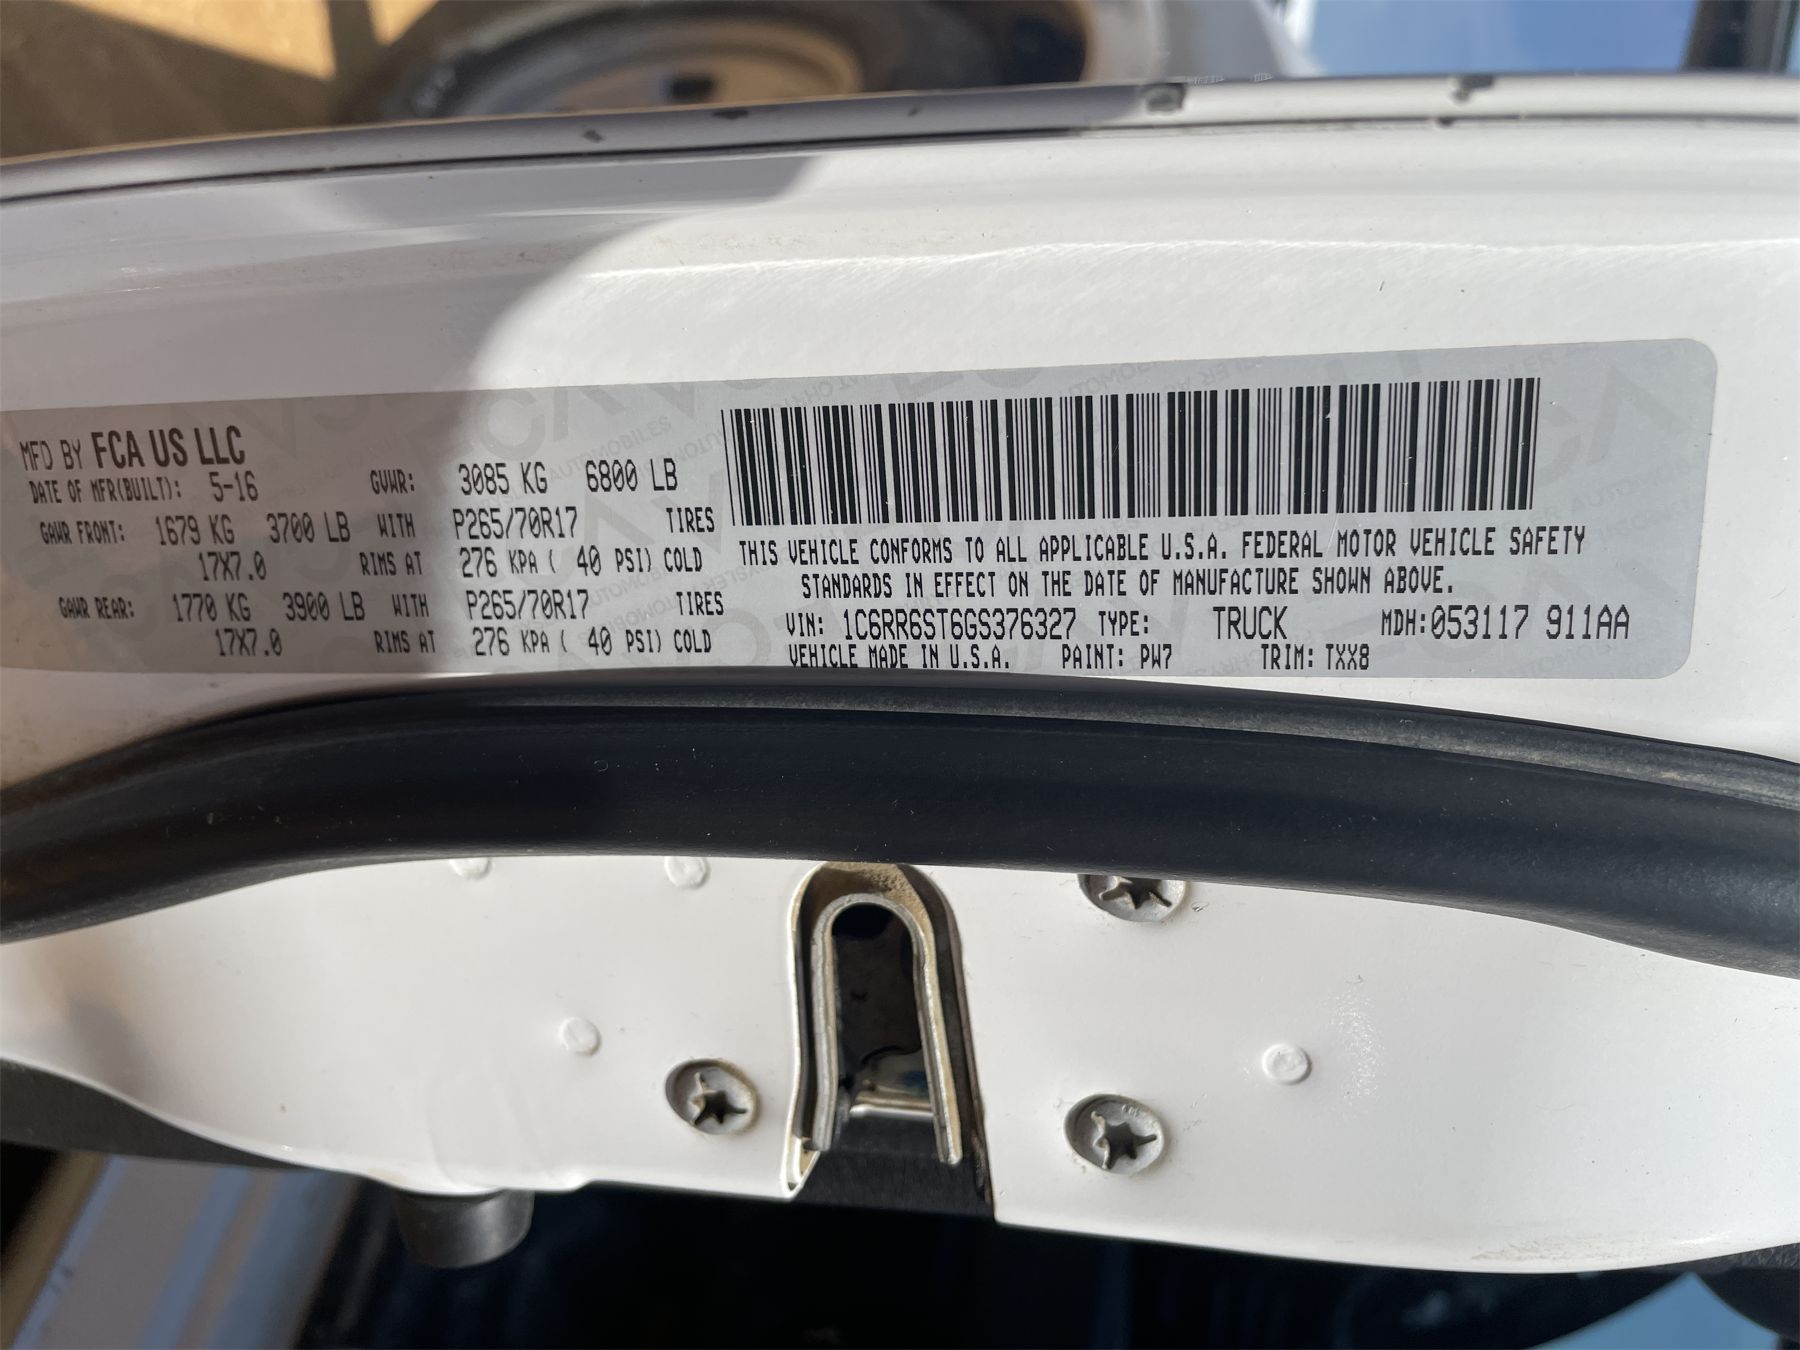 MFD BY FCA US LLC
DATE OF MFR(BUILT): 5-16 GVWR: 3085 KG 6800 LB
GAWR FRONT: 1679 KG 3700 LB WITH P265/70R17 TIRES
17X7.0 RIMS AT 276 KPA ( 40 PSI) COLD
GAWR REAR: 1770 KG 3900 LB WITH P265/70R17 TIRES
17X7.0 RIMS AT 276 KPA ( 40 PSI) COLD
THIS VEHICLE CONFORMS TO ALL APPLICABLE U.S.A. FEDERAL MOTOR VEHICLE SAFETY
STANDARDS IN EFFECT ON THE DATE OF MANUFACTURE SHOWN ABOVE.
VIN: 1C6RR6ST6GS376327 TYPE: TRUCK MDH:053117 911AA
VEHICLE MADE IN U.S.A. PAINT: PW7 TRIM: TXX8